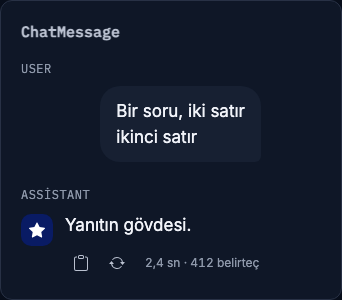 ChatMessage
USER
Bir soru, iki satır
ikinci satır
ASSİSTANT
Yanıtın gövdesi.
2,4 sn · 412 belirteç